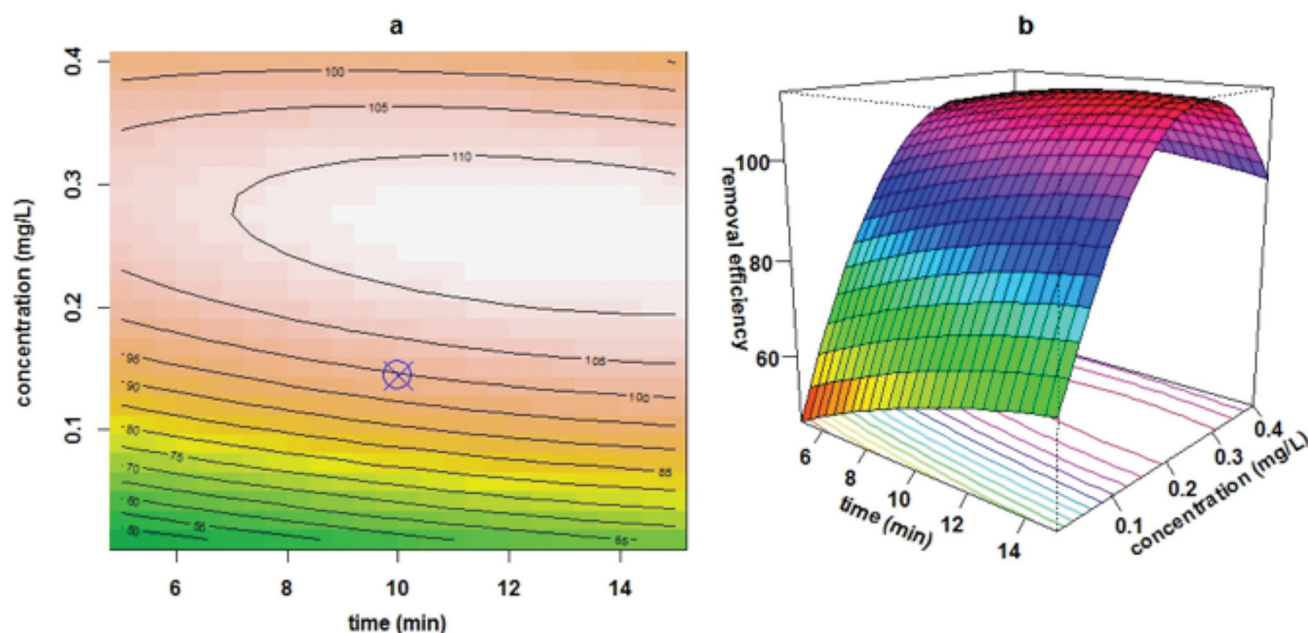 a
concentration (mg/L)
0.4
0.3
0.2
0.1
100
105
110
105
100
95
90
80
75
70
60
50
55
85
65
6 8 10 12 14
time (min)
b
removal efficiency
100
80
60
6 8 10 12 14
time (min)
0.1 0.2 0.3 0.4
concentration (mg/L)